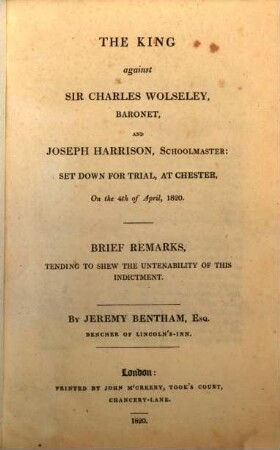 THE KING
against
SIR CHARLES WOLSELEY,
BARONET,
AND
JOSEPH HARRISON, SCHOOLMASTER:
SET DOWN FOR TRIAL, AT CHESTER,
On the 4th of April, 1820.
BRIEF REMARKS,
TENDING TO SHEW THE UNTENABILITY OF THIS
INDICTMENT.
BY JEREMY BENTHAM, ESQ.
BENCHER OF LINCOLN'S-INN.
London:
PRINTED BY JOHN M'CREERY, TOOK'S COURT,
CHANCERY-LANE.
1820.